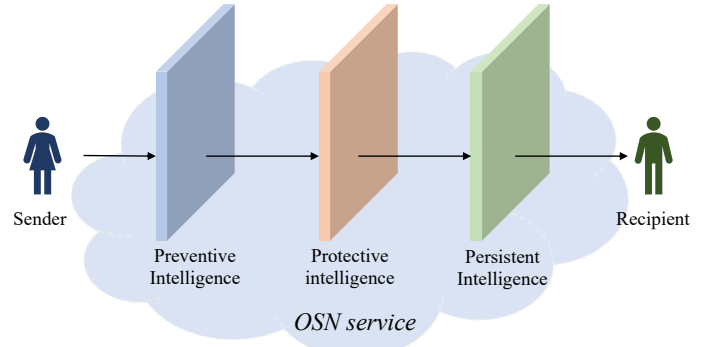 Sender
Recipient
Preventive
Intelligence
Protective
intelligence
Persistent
Intelligence
OSN service